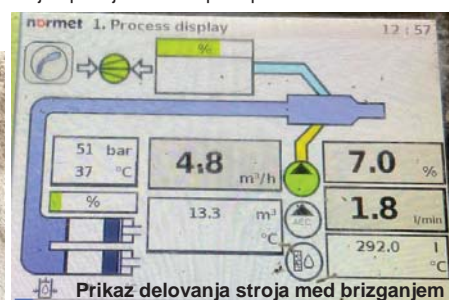 normet 1. Process display 12 : 57
%
51 bar
37 °C
4.8 m³/h
7.0 %
%
13.3 m³
°C
ACC
1.8 l/min
292.0 l
°C
Prikaz delovanja stroja med brizganjem